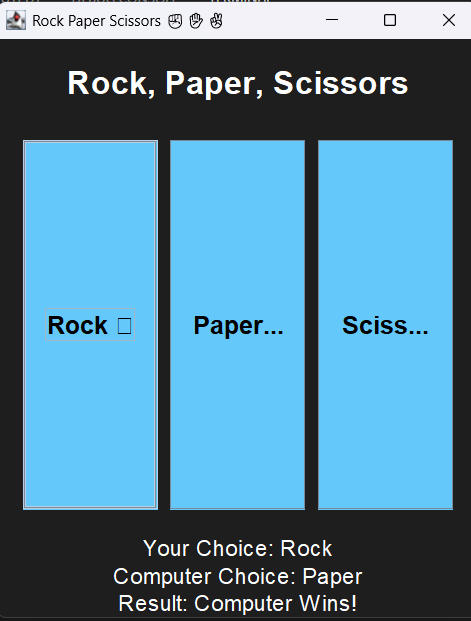 Rock Paper Scissors ✊✋✌
Rock, Paper, Scissors
Rock □
Paper...
Sciss...
Your Choice: Rock
Computer Choice: Paper
Result: Computer Wins!